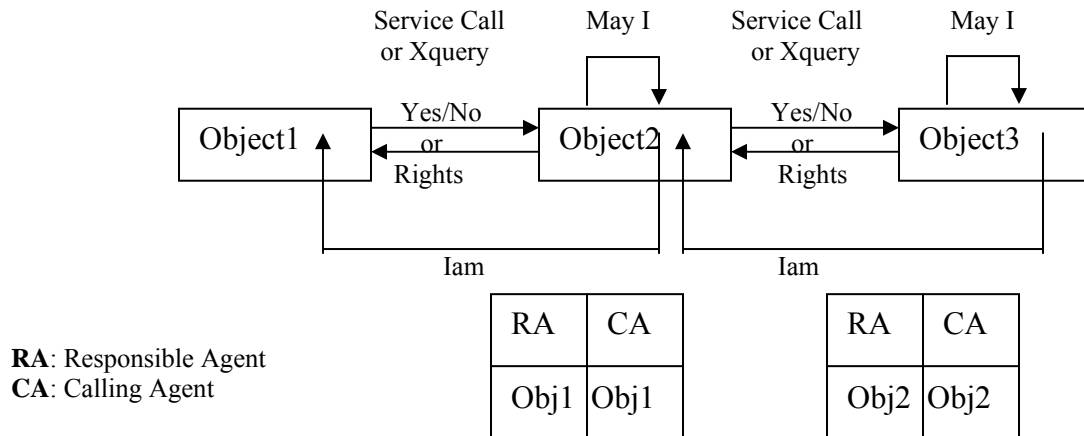 Service Call
or Xquery
May I
Service Call
or Xquery
May I
Object1
Yes/No
or
Rights
Object2
Yes/No
or
Rights
Object3
Iam
Iam
RA CA
Obj1 Obj1
RA CA
Obj2 Obj2
RA: Responsible Agent
CA: Calling Agent